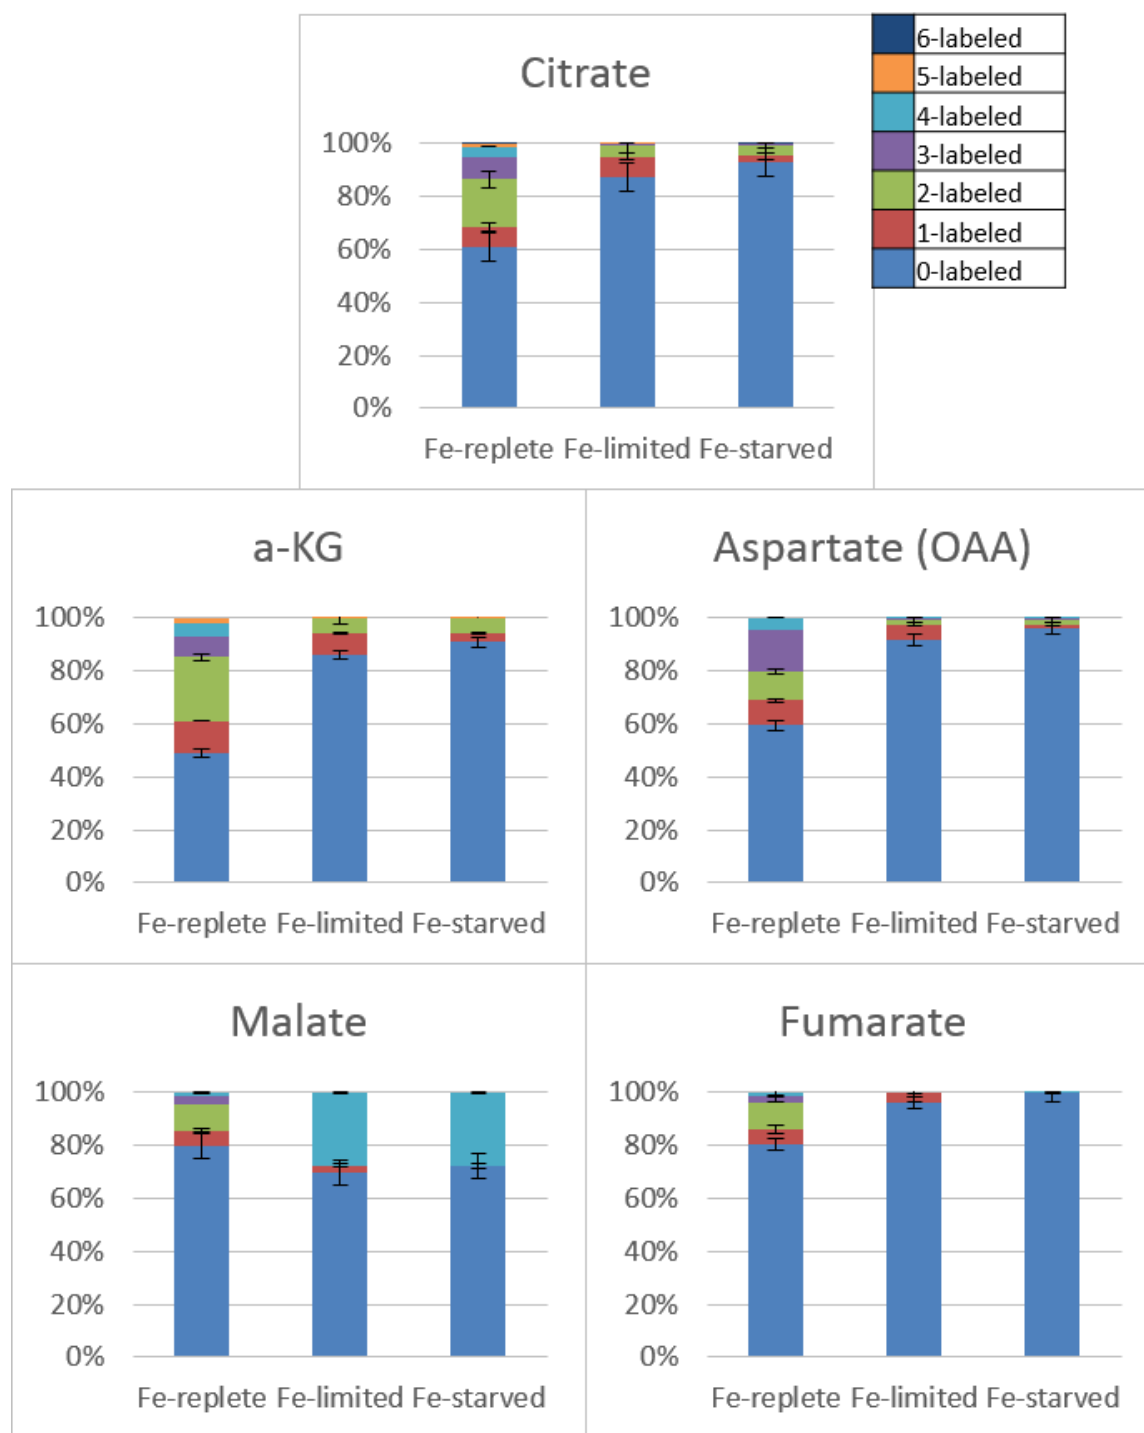 Citrate
6-labeled
5-labeled
4-labeled
3-labeled
2-labeled
1-labeled
0-labeled
100%
80%
60%
40%
20%
0%
Fe-replete Fe-limited Fe-starved
a-KG
100%
80%
60%
40%
20%
0%
Fe-replete Fe-limited Fe-starved
Aspartate (OAA)
100%
80%
60%
40%
20%
0%
Fe-replete Fe-limited Fe-starved
Malate
100%
80%
60%
40%
20%
0%
Fe-replete Fe-limited Fe-starved
Fumarate
100%
80%
60%
40%
20%
0%
Fe-replete Fe-limited Fe-starved